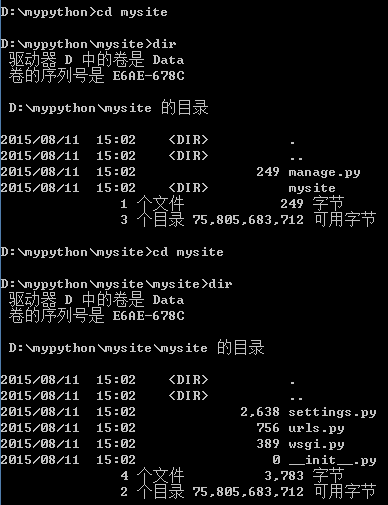 D:\mypython>cd mysite
D:\mypython\mysite>dir
驱动器 D 中的卷是 Data
卷的序列号是 E6AE-678C
D:\mypython\mysite 的目录
2015/08/11  15:02    <DIR>          .
2015/08/11  15:02    <DIR>          ..
2015/08/11  15:02               249 manage.py
2015/08/11  15:02    <DIR>          mysite
1 个文件            249 字节
3 个目录 75,805,683,712 可用字节
D:\mypython\mysite>cd mysite
D:\mypython\mysite\mysite>dir
驱动器 D 中的卷是 Data
卷的序列号是 E6AE-678C
D:\mypython\mysite\mysite 的目录
2015/08/11  15:02    <DIR>          .
2015/08/11  15:02    <DIR>          ..
2015/08/11  15:02             2,638 settings.py
2015/08/11  15:02               756 urls.py
2015/08/11  15:02               389 wsgi.py
2015/08/11  15:02                 0 __init__.py
4 个文件          3,783 字节
2 个目录 75,805,683,712 可用字节